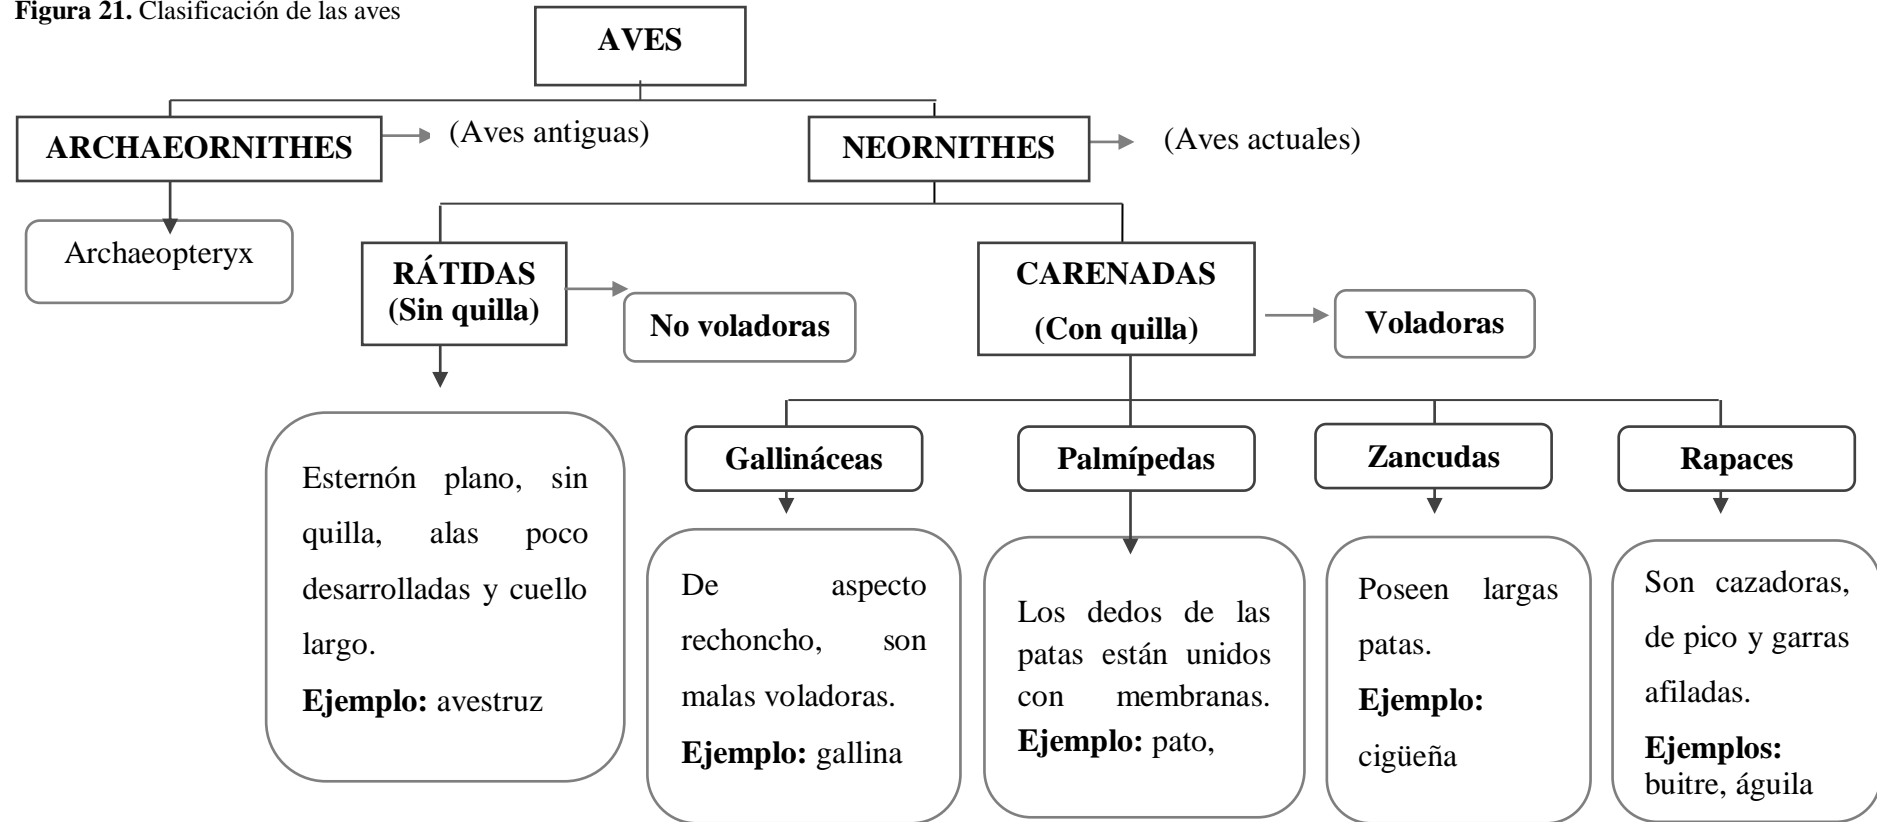 Figura 21. Clasificación de las aves
AVES
ARCHAEORNITHES
(Aves antiguas)
NEORNITHES
(Aves actuales)
Archaeopteryx
RÁTIDAS
(Sin quilla)
No voladoras
CARENADAS
(Con quilla)
Voladoras
Esternón plano, sin
quilla, alas poco
desarrolladas y cuello
largo.
Ejemplo: avestruz
Gallináceas
De aspecto
rechoncho, son
malas voladoras.
Ejemplo: gallina
Palmípedas
Los dedos de las
patas están unidos
con membranas.
Ejemplo: pato,
Zancudas
Poseen largas
patas.
Ejemplo:
cigüeña
Rapaces
Son cazadoras,
de pico y garras
afiladas.
Ejemplos:
buitre, águila